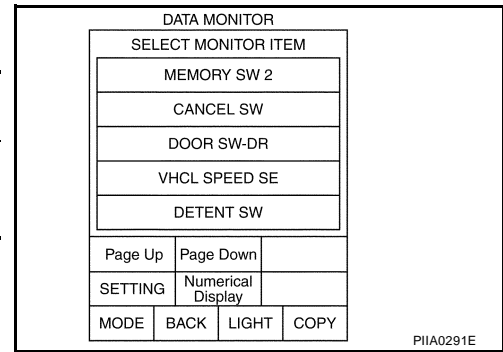 DATA MONITOR
SELECT MONITOR ITEM
MEMORY SW 2
CANCEL SW
DOOR SW-DR
VHCL SPEED SE
DETENT SW
Page Up Page Down
SETTING Numerical
Display
MODE BACK LIGHT COPY
PIIA0291E